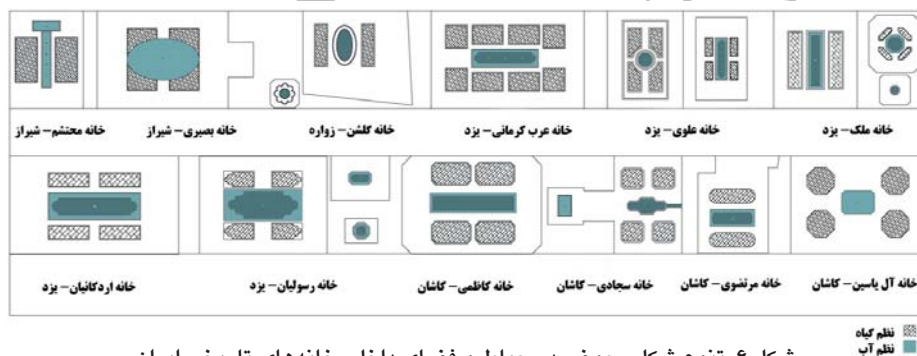 خانه ملک- یزد
خانه علوی- یزد
خانه عرب کرمانی- یزد
خانه گلشن- زواره
خانه بصیری- شیراز
خانه محتشم- شیراز
خانه آل یاسین- کاشان
خانه مرتضوی- کاشان
خانه سجادی- کاشان
خانه کاظمی- کاشان
خانه رسولیان- یزد
خانه اردکانیان- یزد
نظم گیاه
نظم آب